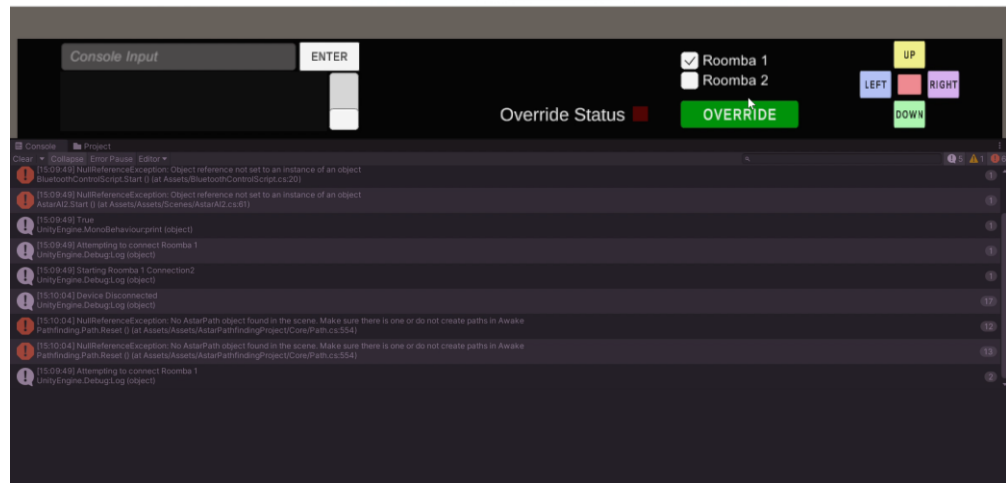 Console Input
ENTER
Roomba 1
Roomba 2
Override Status
OVERRIDE
UP
LEFT
RIGHT
DOWN
Console
Project
Clear
Collapse
Error Pause
Editor
5
1
6
[15:09:49] NullReferenceException: Object reference not set to an instance of an object
BluetoothControlScript.Start () (at Assets/BluetoothControlScript.cs:20)
1
[15:09:49] NullReferenceException: Object reference not set to an instance of an object
AstarAI2.Start () (at Assets/Assets/Scenes/AstarAI2.cs:61)
1
[15:09:49] True
UnityEngine.MonoBehaviour:print (object)
1
[15:09:49] Attempting to connect Roomba 1
UnityEngine.Debug:Log (object)
1
[15:09:49] Starting Roomba 1 Connection2
UnityEngine.Debug:Log (object)
1
[15:10:04] Device Disconnected
UnityEngine.Debug:Log (object)
17
[15:10:04] NullReferenceException: No AstarPath object found in the scene. Make sure there is one or do not create paths in Awake
Pathfinding.Path.Reset () (at Assets/Assets/AstarPathfindingProject/Core/Path.cs:554)
12
[15:10:04] NullReferenceException: No AstarPath object found in the scene. Make sure there is one or do not create paths in Awake
Pathfinding.Path.Reset () (at Assets/Assets/AstarPathfindingProject/Core/Path.cs:554)
13
[15:09:49] Attempting to connect Roomba 1
UnityEngine.Debug:Log (object)
2